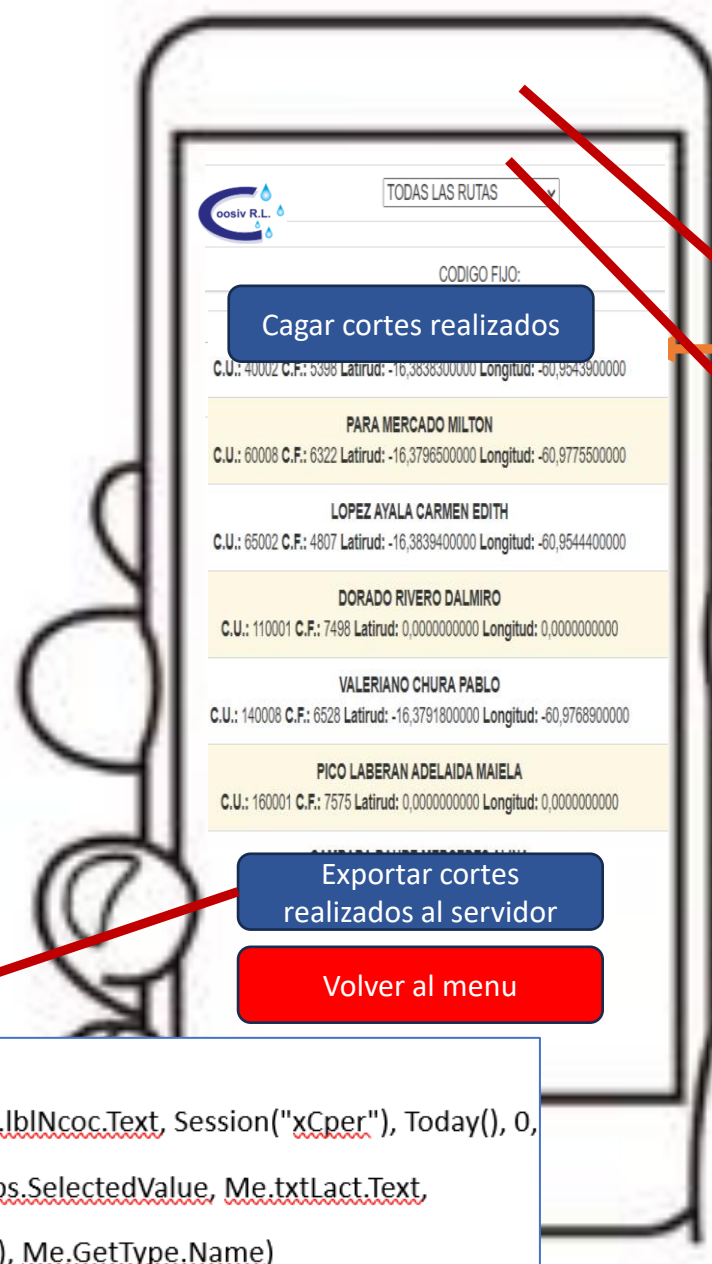 oosiv R.L.
TODAS LAS RUTAS
CODIGO FIJO:
Cagar cortes realizados
C.U.: 40002 C.F.: 5398 Latirud: -16,3838300000 Longitud: -60,9543900000
PARA MERCADO MILTON
C.U.: 60008 C.F.: 6322 Latirud: -16,3796500000 Longitud: -60,9775500000
LOPEZ AYALA CARMEN EDITH
C.U.: 65002 C.F.: 4807 Latirud: -16,3839400000 Longitud: -60,9544400000
DORADO RIVERO DALMIRO
C.U.: 110001 C.F.: 7498 Latirud: 0,0000000000 Longitud: 0,0000000000
VALERIANO CHURA PABLO
C.U.: 140008 C.F.: 6528 Latirud: -16,3791800000 Longitud: -60,9768900000
PICO LABERAN ADELAIDA MAIELA
C.U.: 160001 C.F.: 7575 Latirud: 0,0000000000 Longitud: 0,0000000000
Exportar cortes
realizados al servidor
Volver al menu
.lblNcoc.Text, Session("xCper"), Today(), 0,
os.SelectedValue, Me.txtLact.Text,
), Me.GetType.Name)